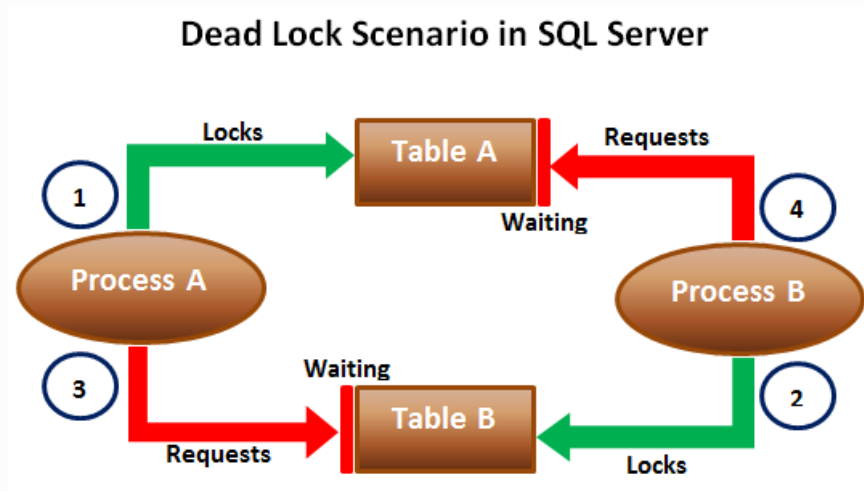 Dead Lock Scenario in SQL Server
Locks
Table A
Requests
1
Waiting
4
Process A
Process B
3
Waiting
2
Table B
Requests
Locks